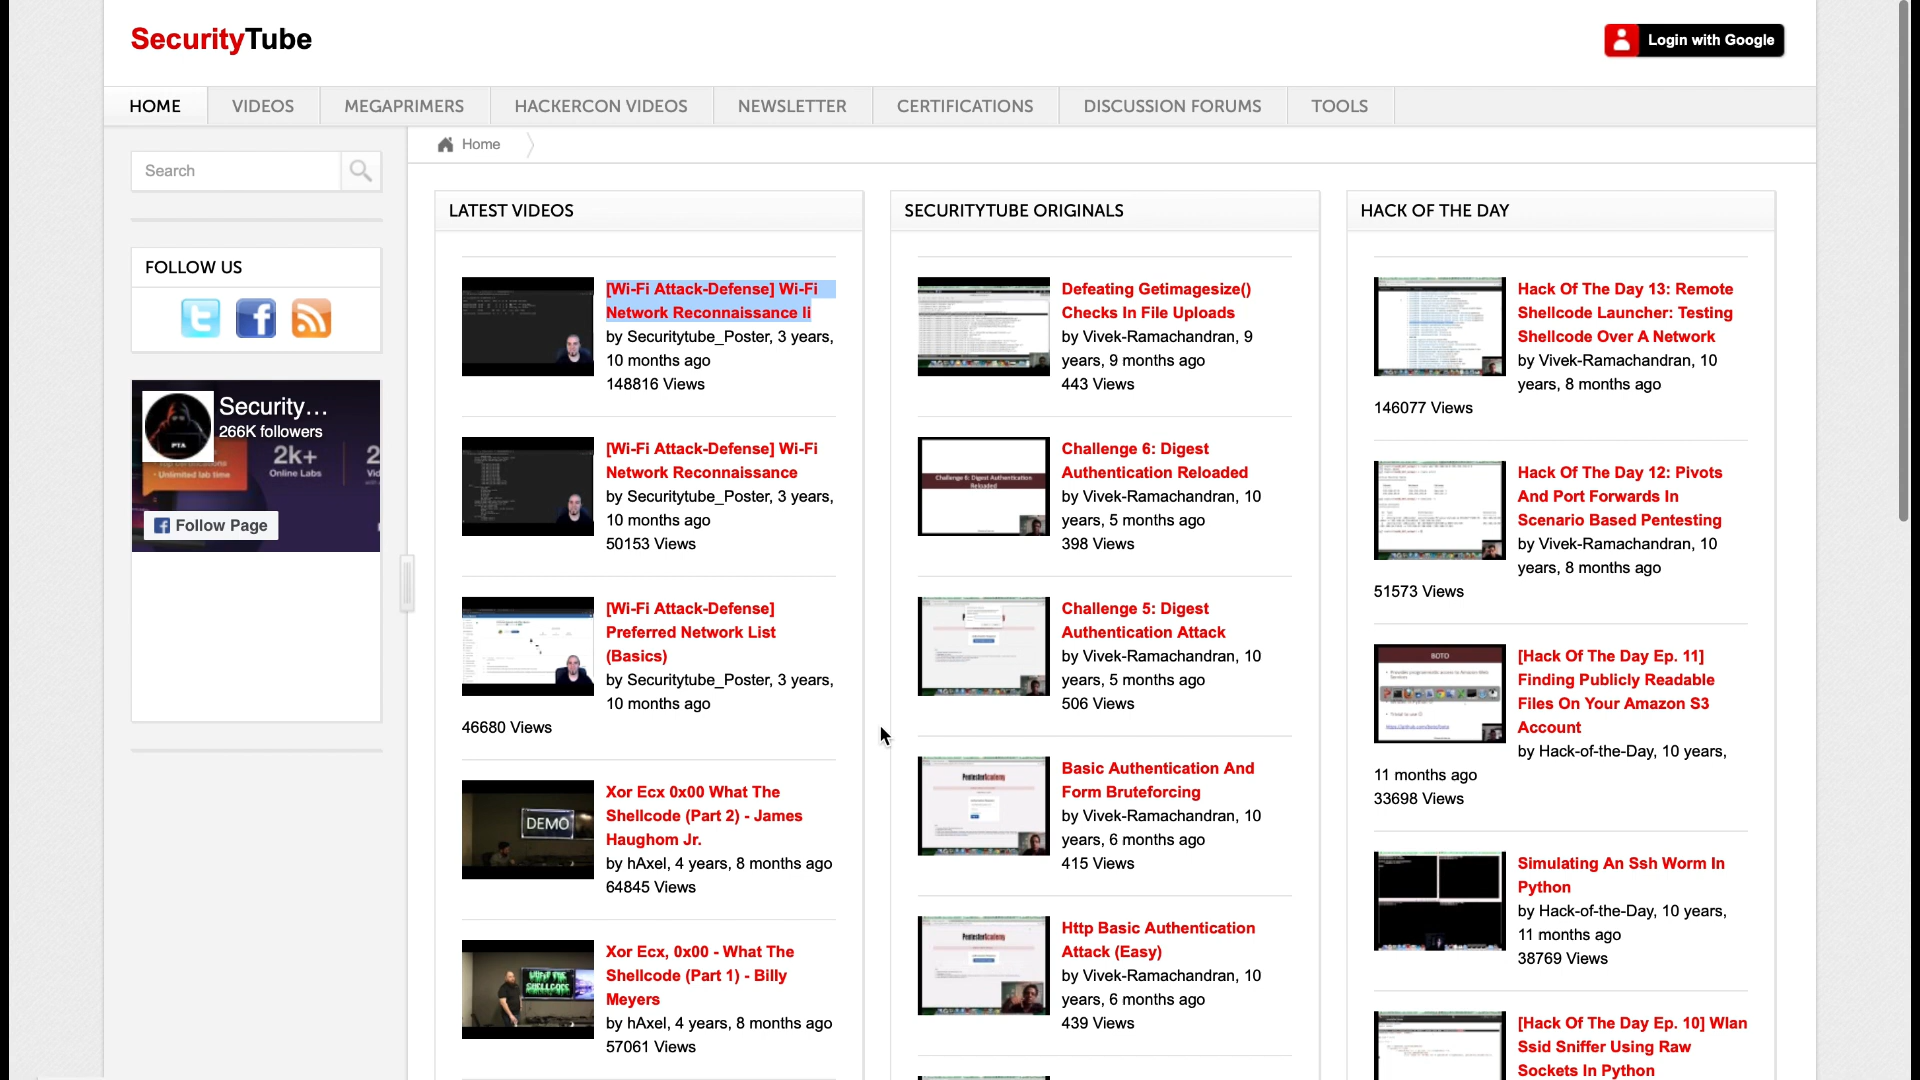 SecurityTube
Login with Google
HOME
VIDEOS
MEGAPRIMERS
HACKERCON VIDEOS
NEWSLETTER
CERTIFICATIONS
DISCUSSION FORUMS
TOOLS
Search
Home
FOLLOW US
Security...
266K followers
2k+
Online Labs
Unlimited lab time
Follow Page
LATEST VIDEOS
[Wi-Fi Attack-Defense] Wi-Fi
Network Reconnaissance Ii
by Securitytube_Poster, 3 years,
10 months ago
148816 Views
[Wi-Fi Attack-Defense] Wi-Fi
Network Reconnaissance
by Securitytube_Poster, 3 years,
10 months ago
50153 Views
[Wi-Fi Attack-Defense]
Preferred Network List
(Basics)
by Securitytube_Poster, 3 years,
10 months ago
46680 Views
DEMO
Xor Ecx 0x00 What The
Shellcode (Part 2) - James
Haughom Jr.
by hAxel, 4 years, 8 months ago
64845 Views
Xor Ecx, 0x00 - What The
Shellcode (Part 1) - Billy
Meyers
by hAxel, 4 years, 8 months ago
57061 Views
SECURITYTUBE ORIGINALS
Defeating Getimagesize()
Checks In File Uploads
by Vivek-Ramachandran, 9
years, 9 months ago
443 Views
Challenge 6: Digest Authentication
Reloaded
Challenge 6: Digest
Authentication Reloaded
by Vivek-Ramachandran, 10
years, 5 months ago
398 Views
Challenge 5: Digest
Authentication Attack
by Vivek-Ramachandran, 10
years, 5 months ago
506 Views
PentesterAcademy
Basic Authentication And
Form Bruteforcing
by Vivek-Ramachandran, 10
years, 6 months ago
415 Views
PentesterAcademy
Http Basic Authentication
Attack (Easy)
by Vivek-Ramachandran, 10
years, 6 months ago
439 Views
HACK OF THE DAY
Hack Of The Day 13: Remote
Shellcode Launcher: Testing
Shellcode Over A Network
by Vivek-Ramachandran, 10
years, 8 months ago
146077 Views
Hack Of The Day 12: Pivots
And Port Forwards In
Scenario Based Pentesting
by Vivek-Ramachandran, 10
years, 8 months ago
51573 Views
BOTO
[Hack Of The Day Ep. 11]
Finding Publicly Readable
Files On Your Amazon S3
Account
by Hack-of-the-Day, 10 years,
11 months ago
33698 Views
Simulating An Ssh Worm In
Python
by Hack-of-the-Day, 10 years,
11 months ago
38769 Views
[Hack Of The Day Ep. 10] Wlan
Ssid Sniffer Using Raw
Sockets In Python